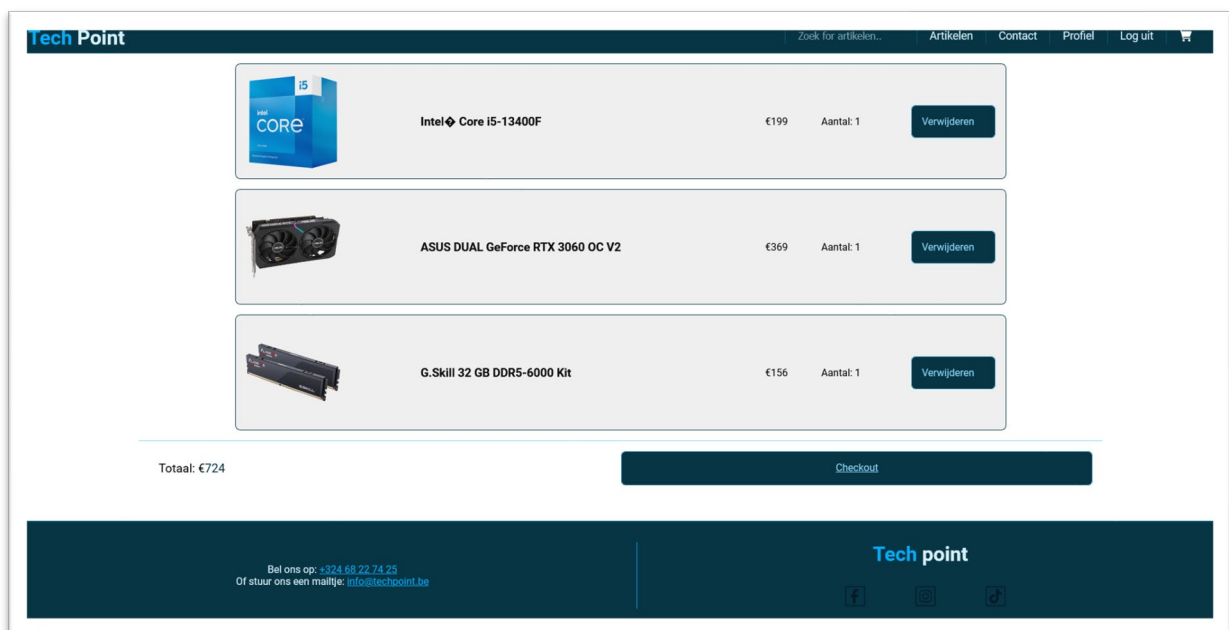 Tech Point
Zoek for artikelen.. Artikelen Contact Profiel Log uit
i5
intel
CORE
Intel� Core i5-13400F €199 Aantal: 1 Verwijderen
ASUS DUAL GeForce RTX 3060 OC V2 €369 Aantal: 1 Verwijderen
G.Skill 32 GB DDR5-6000 Kit €156 Aantal: 1 Verwijderen
Totaal: €724 Checkout
Bel ons op: +324 68 22 74 25
Of stuur ons een mailtje: info@techpoint.be
Tech point